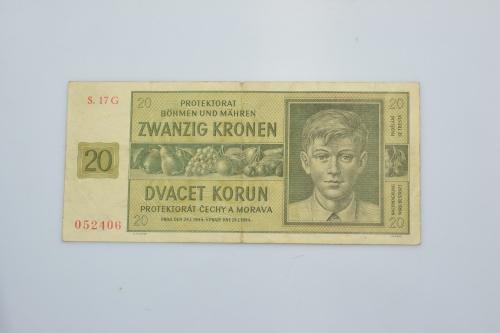 S. 17 G
20
PROTEKTORAT
BÖHMEN UND MÄHREN
ZWANZIG KRONEN
20
DVACET KORUN
PROTEKTORÁT ČECHY A MORAVA
052406
20
20
20